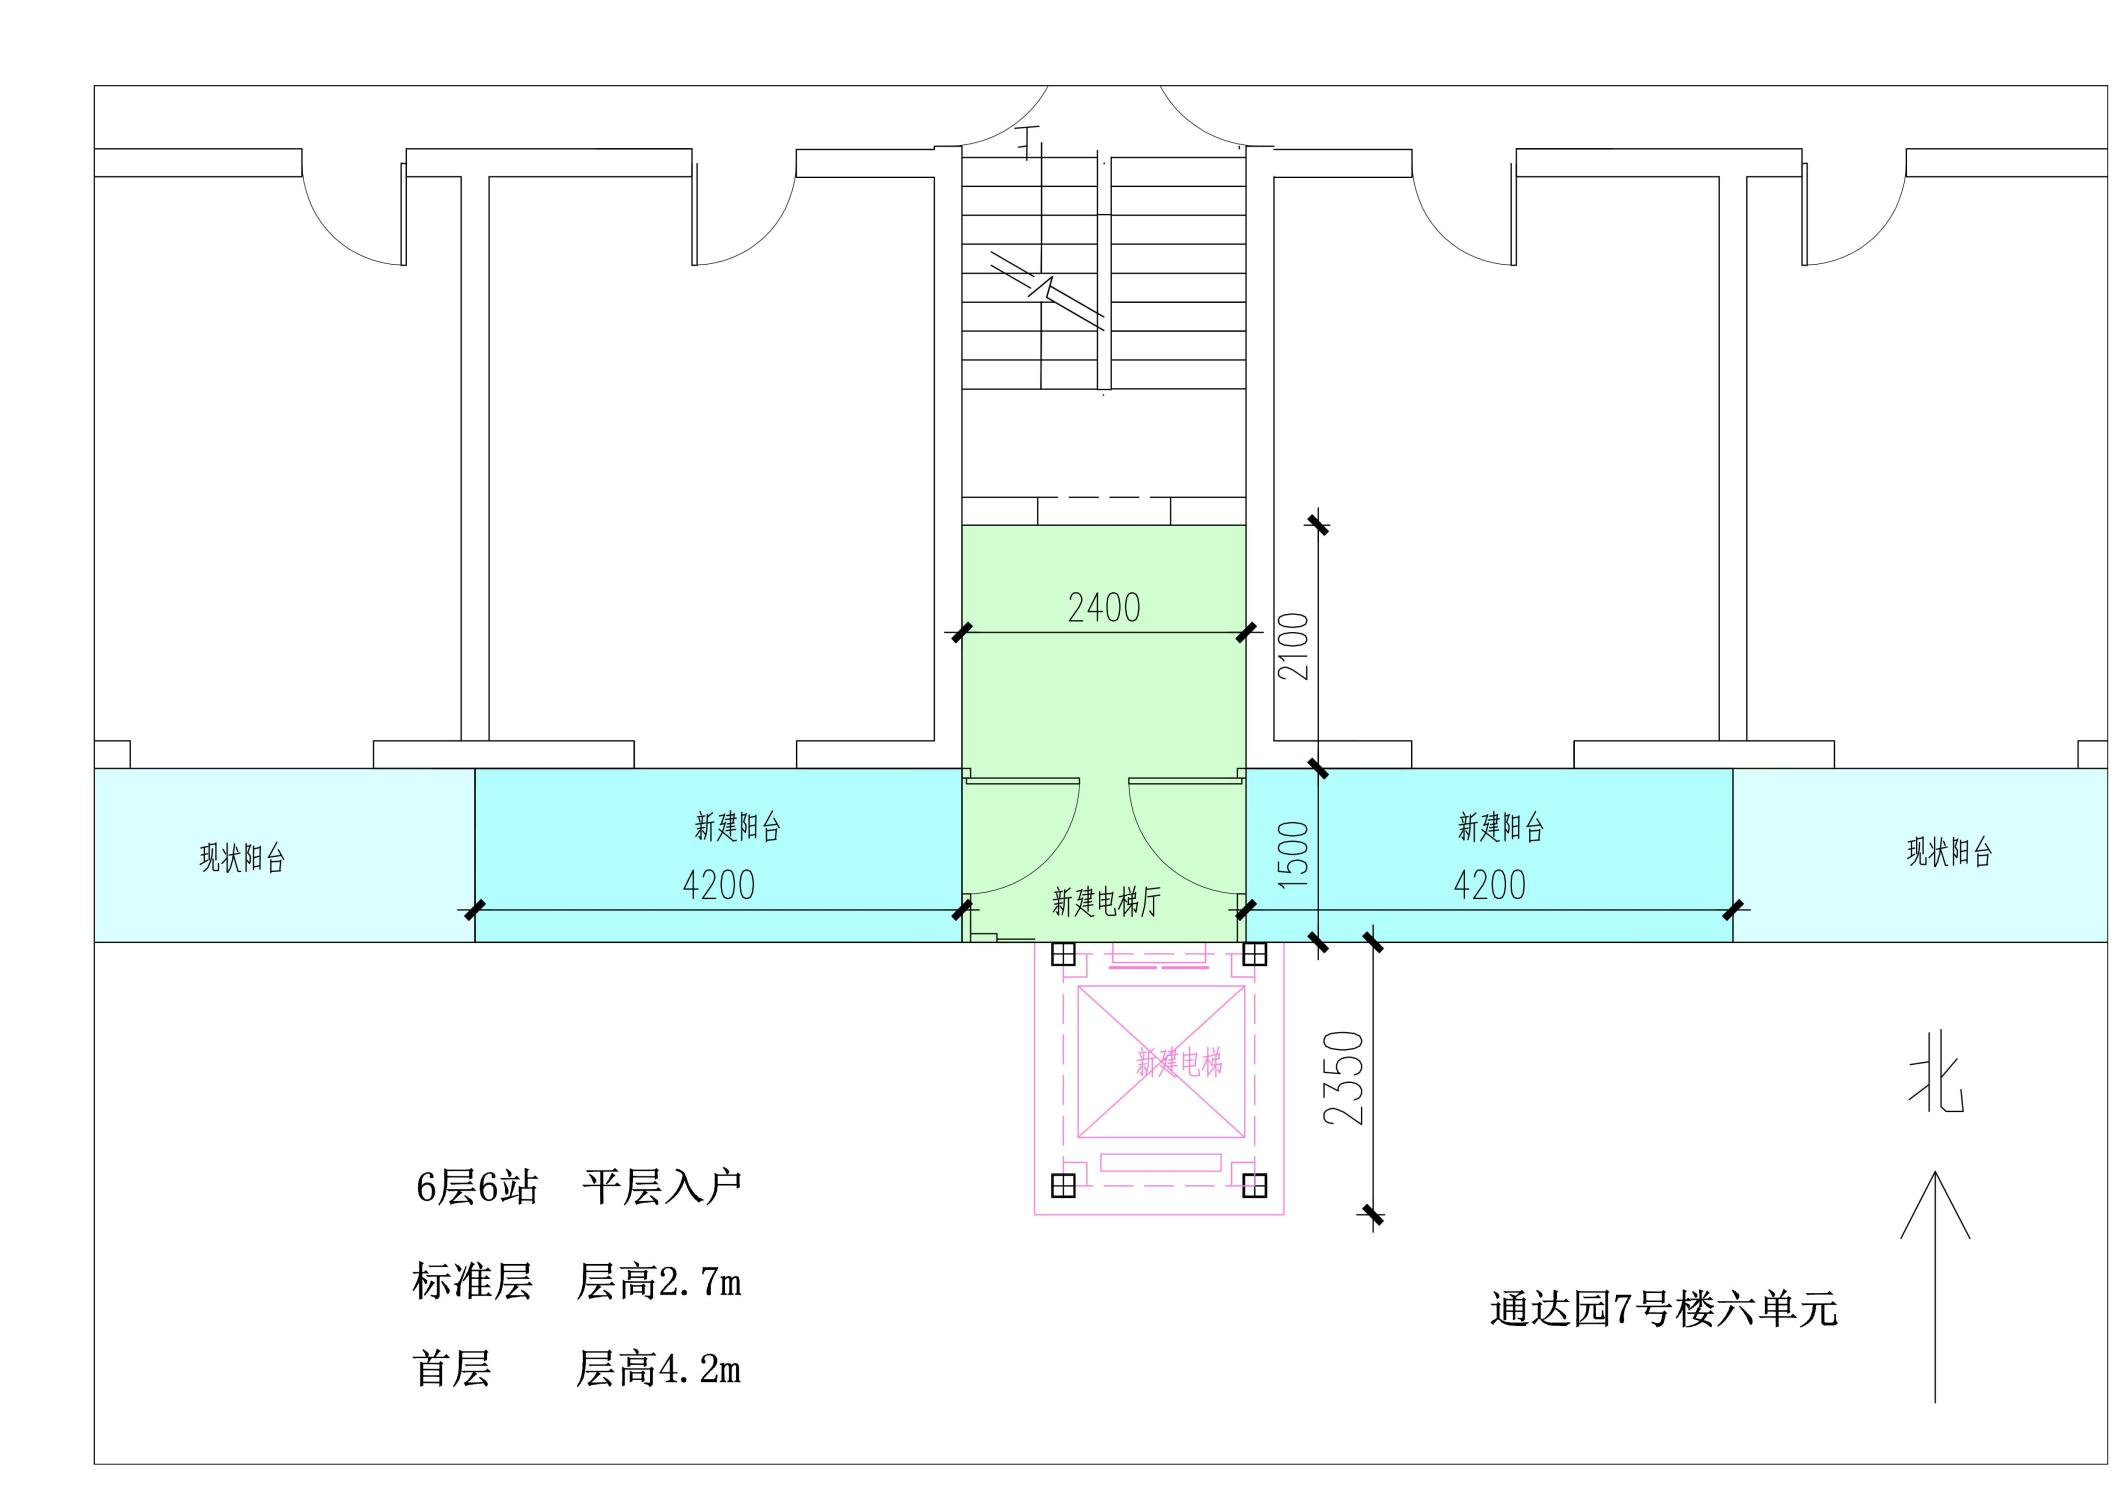 上
2400
2100
新建阳台
新建阳台
现状阳台
现状阳台
4200
1500
4200
新建电梯厅
新建电梯
2350
北
6层6站 平层入户
标准层 层高2.7m
通达园7号楼六单元
首层 层高4.2m